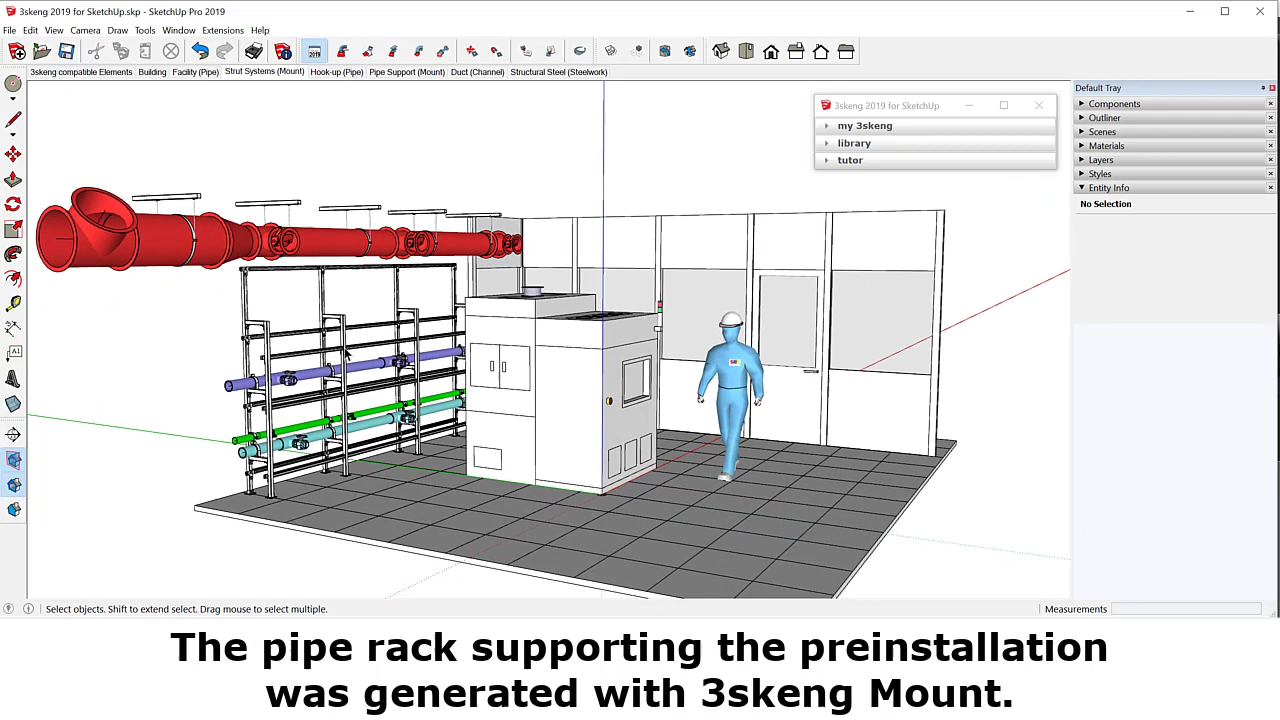 3skeng 2019 for SketchUp.skp - SketchUp Pro 2019
File Edit View Camera Draw Tools Window Extensions Help
2019
3skeng compatible Elements Building Facility (Pipe) Strut Systems (Mount) Hook-up (Pipe) Pipe Support (Mount) Duct (Channel) Structural Steel (Steelwork)
3skeng 2019 for SketchUp
my 3skeng
library
tutor
Default Tray
Components
Outliner
Scenes
Materials
Layers
Styles
Entity Info
No Selection
A1
Select objects. Shift to extend select. Drag mouse to select multiple.
Measurements
The pipe rack supporting the preinstallation
was generated with 3skeng Mount.